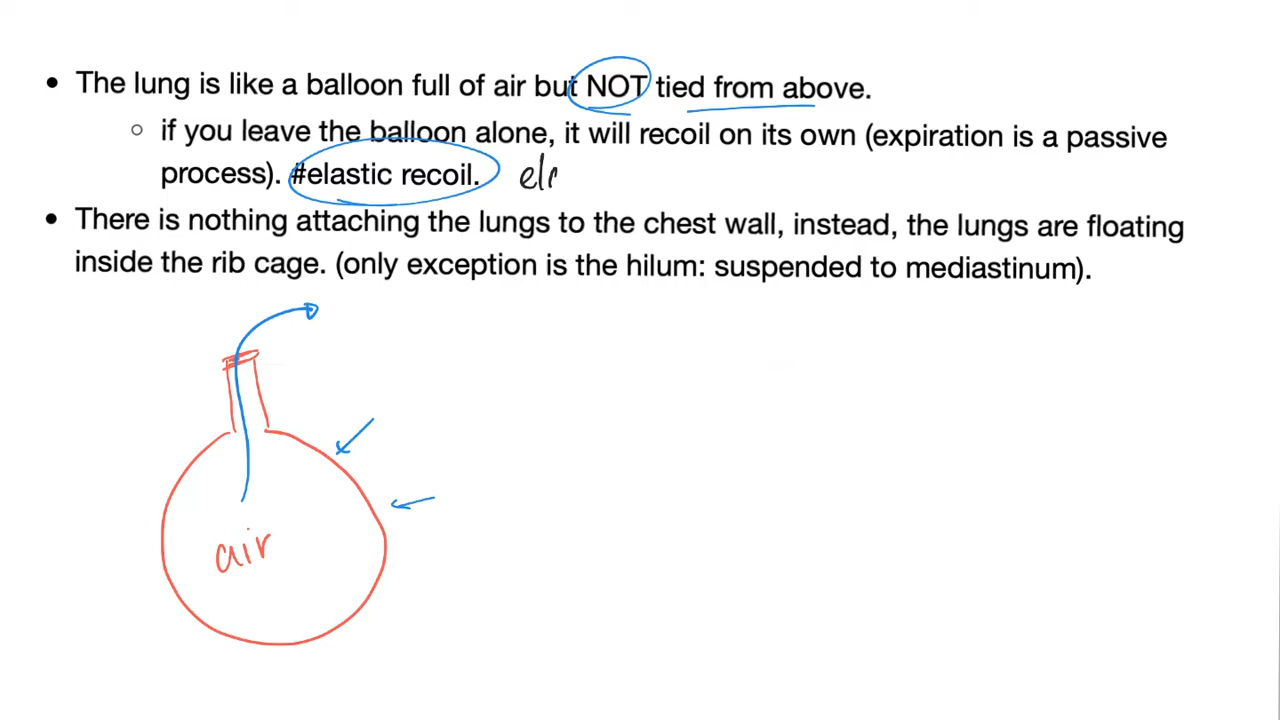 • The lung is like a balloon full of air but NOT tied from above.
○ if you leave the balloon alone, it will recoil on its own (expiration is a passive
process). #elastic recoil. ela
• There is nothing attaching the lungs to the chest wall, instead, the lungs are floating
inside the rib cage. (only exception is the hilum: suspended to mediastinum).
air